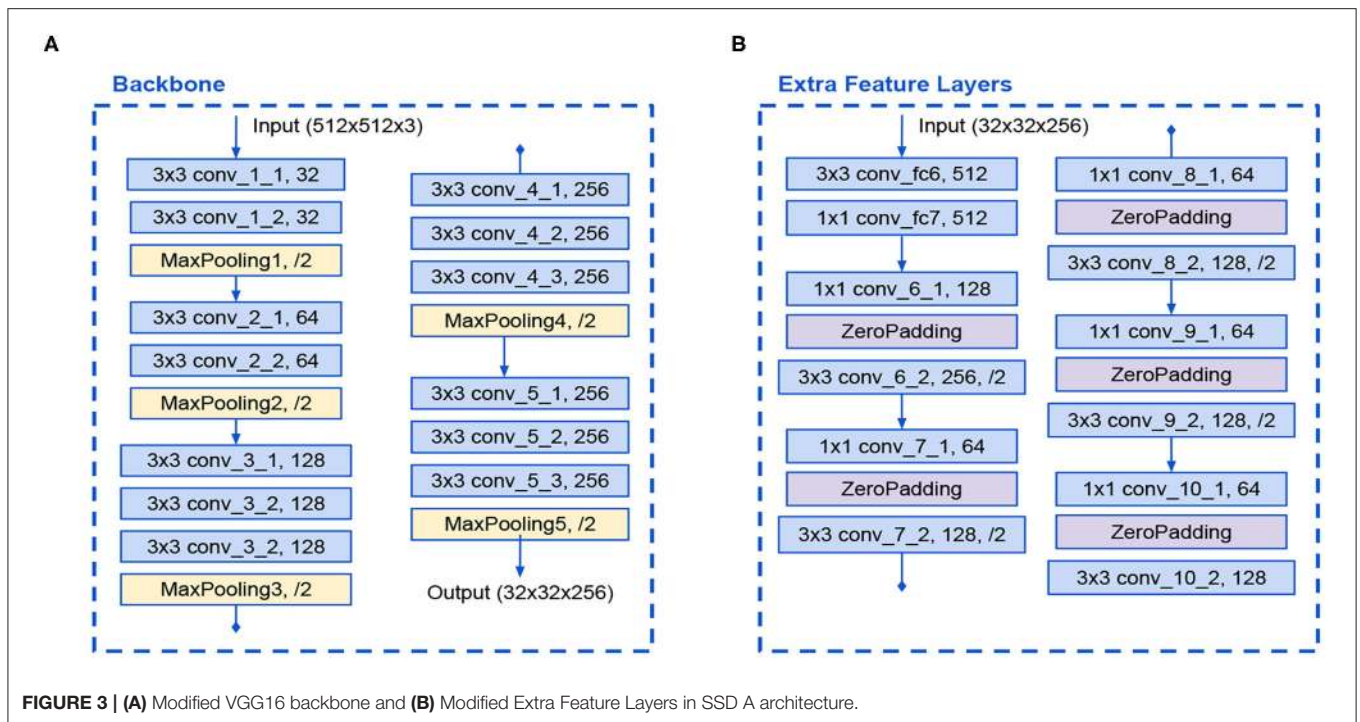 A
Backbone
Input (512x512x3)
3x3 conv_1_1, 32
3x3 conv_1_2, 32
MaxPooling1, /2
3x3 conv_2_1, 64
3x3 conv_2_2, 64
MaxPooling2, /2
3x3 conv_3_1, 128
3x3 conv_3_2, 128
3x3 conv_3_2, 128
MaxPooling3, /2
3x3 conv_4_1, 256
3x3 conv_4_2, 256
3x3 conv_4_3, 256
MaxPooling4, /2
3x3 conv_5_1, 256
3x3 conv_5_2, 256
3x3 conv_5_3, 256
MaxPooling5, /2
Output (32x32x256)
B
Extra Feature Layers
Input (32x32x256)
3x3 conv_fc6, 512
1x1 conv_fc7, 512
1x1 conv_6_1, 128
ZeroPadding
3x3 conv_6_2, 256, /2
1x1 conv_7_1, 64
ZeroPadding
3x3 conv_7_2, 128, /2
1x1 conv_8_1, 64
ZeroPadding
3x3 conv_8_2, 128, /2
1x1 conv_9_1, 64
ZeroPadding
3x3 conv_9_2, 128, /2
1x1 conv_10_1, 64
ZeroPadding
3x3 conv_10_2, 128
FIGURE 3 | (A) Modified VGG16 backbone and (B) Modified Extra Feature Layers in SSD A architecture.